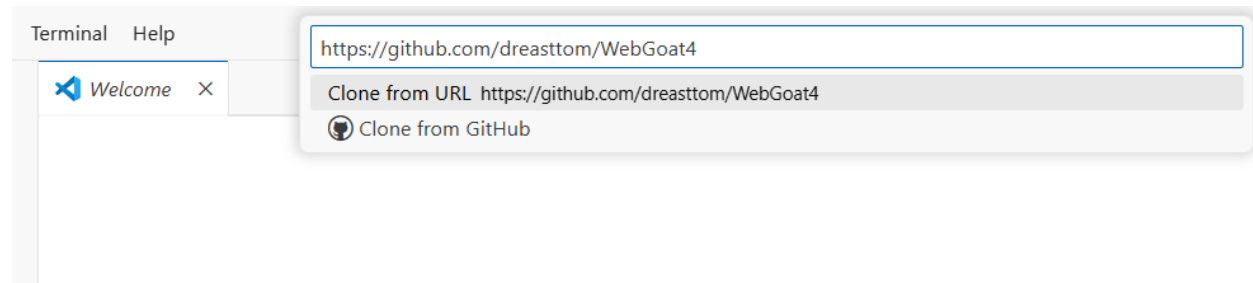 Terminal Help
https://github.com/dreasttom/WebGoat4
Welcome
Clone from URL https://github.com/dreasttom/WebGoat4
Clone from GitHub